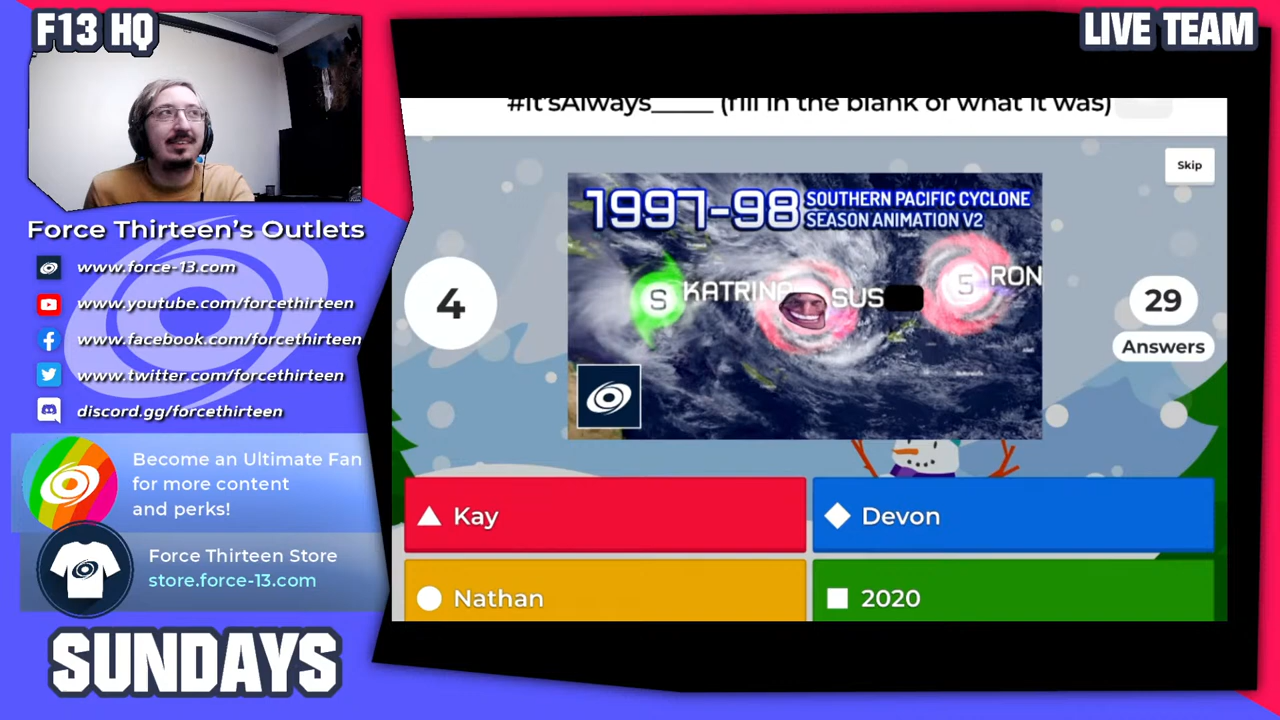 F13 HQ
LIVE TEAM
#It'sAlways_____ (fill in the blank of what it was)
Skip
1997-98 SOUTHERN PACIFIC CYCLONE
SEASON ANIMATION V2
S KATRINA
SUS
5 RON
4
29
Answers
Kay
Devon
Nathan
2020
Force Thirteen's Outlets
www.force-13.com
www.youtube.com/forcethirteen
www.facebook.com/forcethirteen
www.twitter.com/forcethirteen
discord.gg/forcethirteen
Become an Ultimate Fan
for more content
and perks!
Force Thirteen Store
store.force-13.com
SUNDAYS